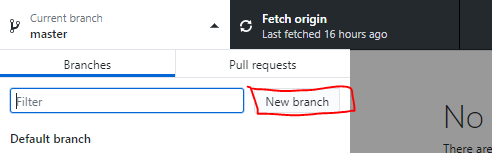 Current branch
master
Fetch origin
Last fetched 16 hours ago
Branches
Pull requests
Filter
New branch
Default branch
No
There are